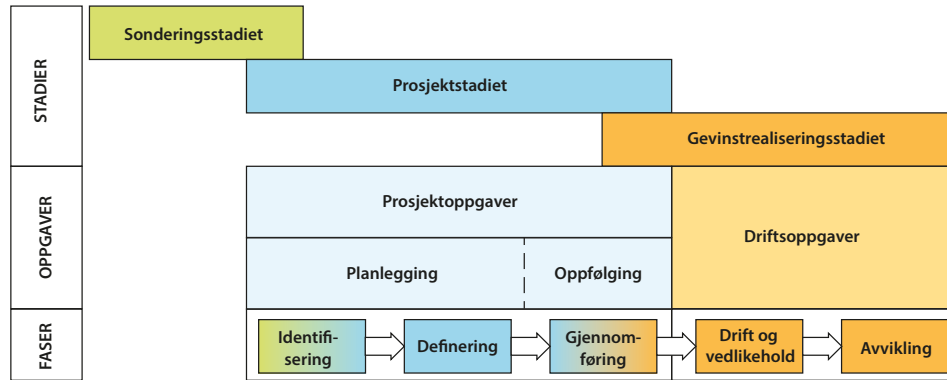 STADIER
Sonderingsstadiet
Prosjektstadiet
Gevinstrealiseringsstadiet
OPPGAVER
Prosjektoppgaver
Driftsoppgaver
Planlegging
Oppfølging
FASER
Identifi-
sering
Definering
Gjennom-
føring
Drift og
vedlikehold
Avvikling